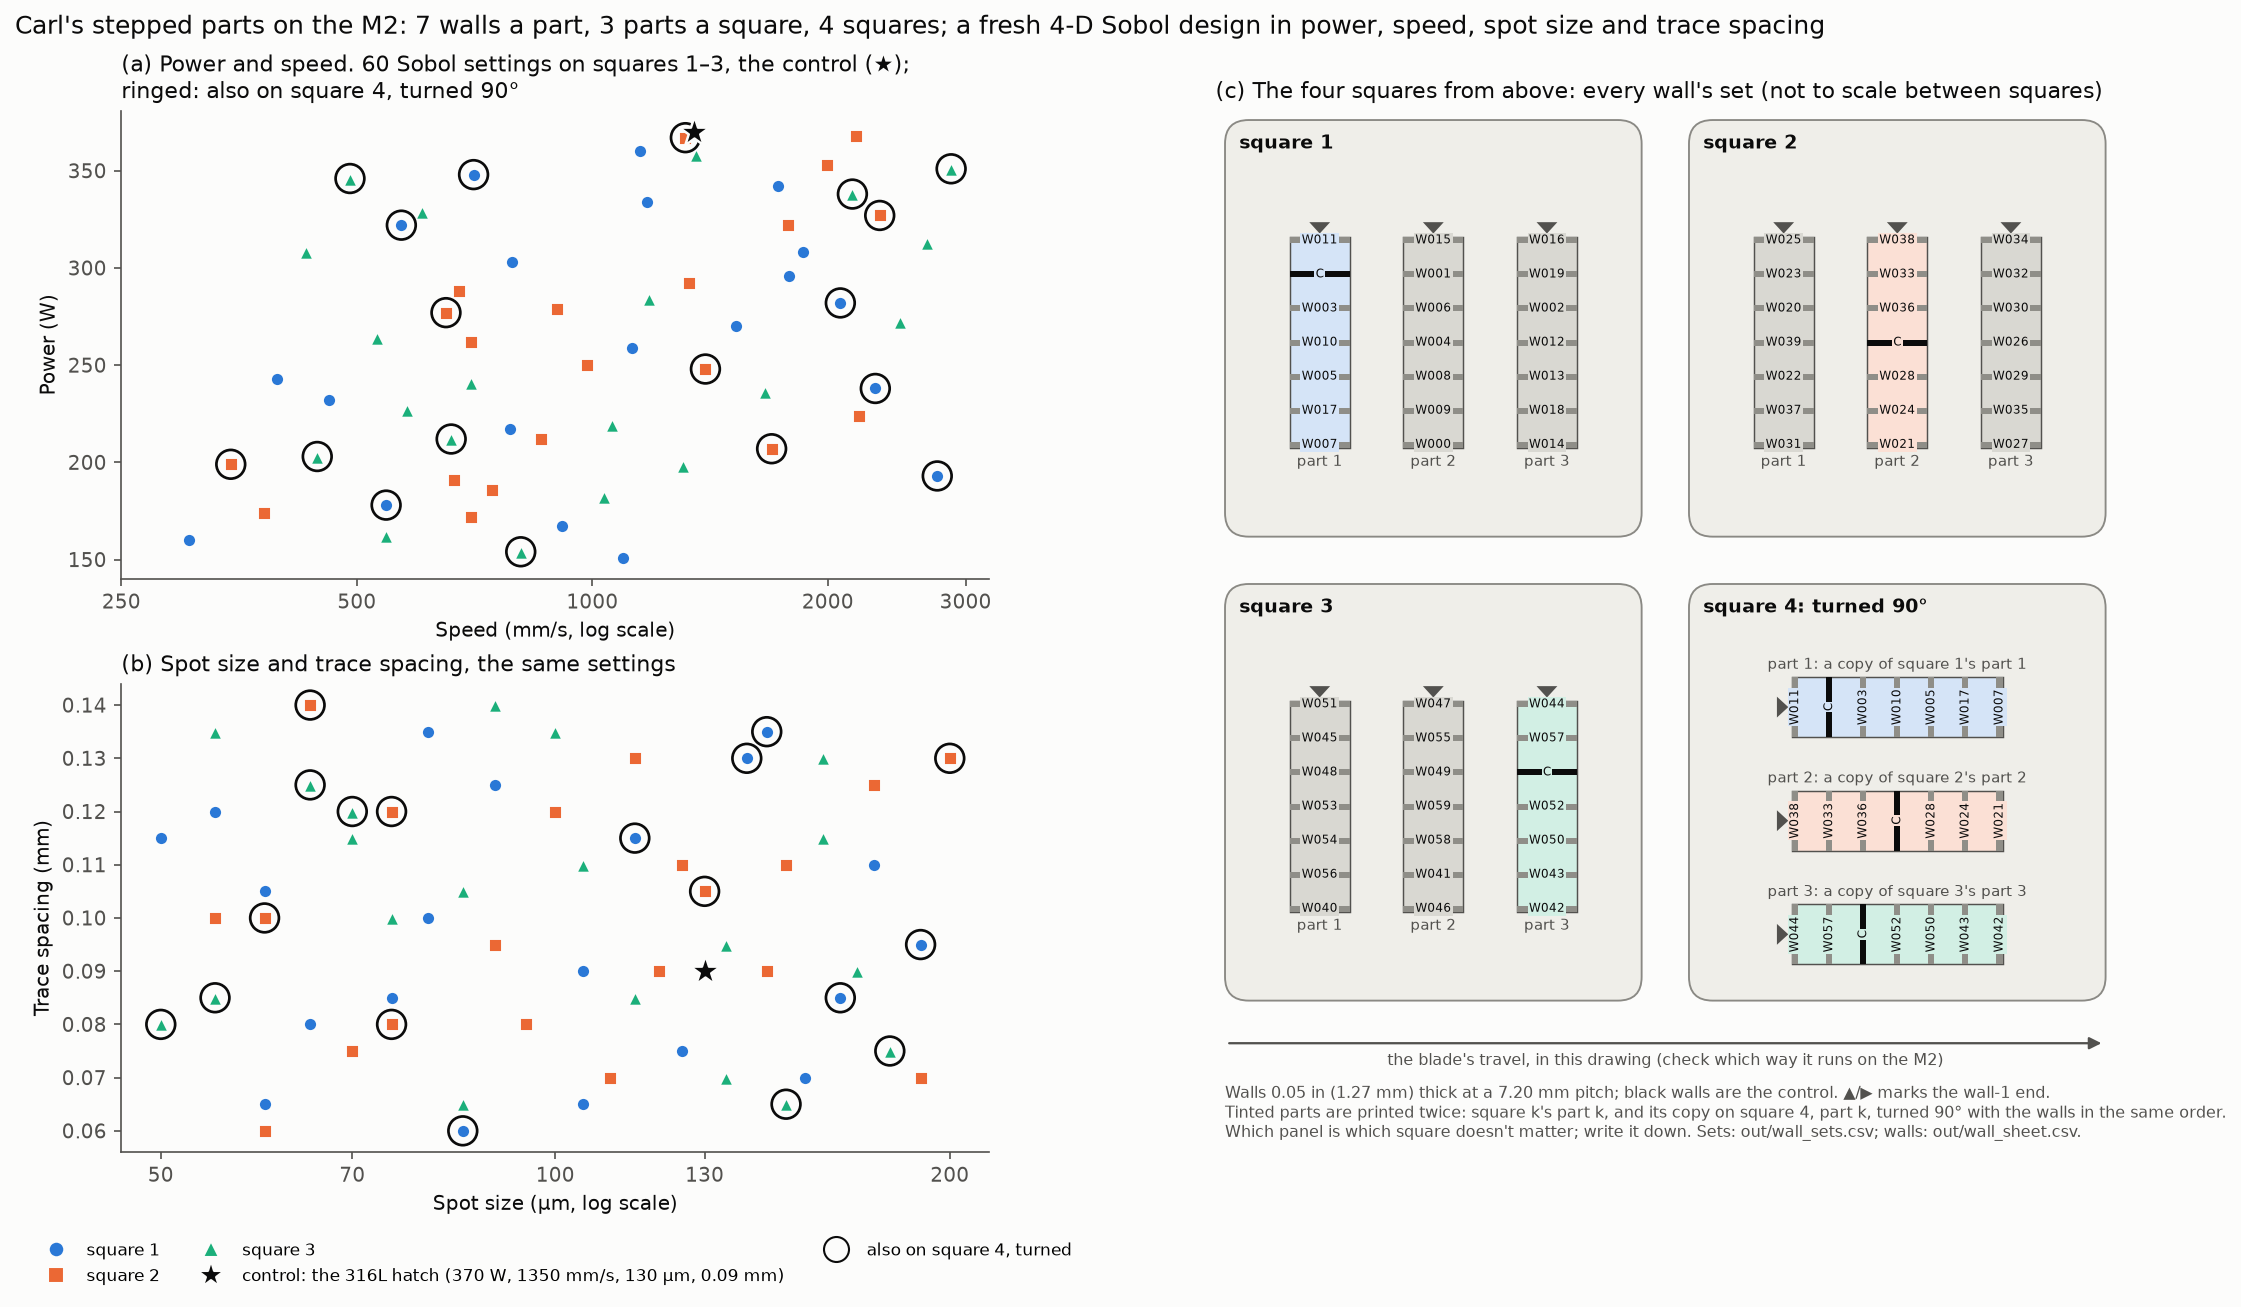 Carl's stepped parts on the M2: 7 walls a part, 3 parts a square, 4 squares; a fresh 4-D Sobol design in power, speed, spot size and trace spacing
(a) Power and speed. 60 Sobol settings on squares 1–3, the control (★);
ringed: also on square 4, turned 90°
Power (W)
350
300
250
200
150
250
500
1000
2000
3000
Speed (mm/s, log scale)
(b) Spot size and trace spacing, the same settings
Trace spacing (mm)
0.14
0.13
0.12
0.11
0.10
0.09
0.08
0.07
0.06
50
70
100
130
200
Spot size (µm, log scale)
square 1
square 2
square 3
control: the 316L hatch (370 W, 1350 mm/s, 130 µm, 0.09 mm)
also on square 4, turned
(c) The four squares from above: every wall's set (not to scale between squares)
square 1
W011
C
W003
W010
W005
W017
W007
part 1
W015
W001
W006
W004
W008
W009
W000
part 2
W016
W019
W002
W012
W013
W018
W014
part 3
square 2
W025
W023
W020
W039
W022
W037
W031
part 1
W038
W033
W036
C
W028
W024
W021
part 2
W034
W032
W030
W026
W029
W035
W027
part 3
square 3
W051
W045
W048
W053
W054
W056
W040
part 1
W047
W055
W049
W059
W058
W041
W046
part 2
W044
W057
C
W052
W050
W043
W042
part 3
square 4: turned 90°
part 1: a copy of square 1's part 1
W011
C
W003
W010
W005
W017
W007
part 2: a copy of square 2's part 2
W038
W033
W036
C
W028
W024
W021
part 3: a copy of square 3's part 3
W044
W057
C
W052
W050
W043
W042
the blade's travel, in this drawing (check which way it runs on the M2)
Walls 0.05 in (1.27 mm) thick at a 7.20 mm pitch; black walls are the control. ▲/▶ marks the wall-1 end.
Tinted parts are printed twice: square k's part k, and its copy on square 4, part k, turned 90° with the walls in the same order.
Which panel is which square doesn't matter; write it down. Sets: out/wall_sets.csv; walls: out/wall_sheet.csv.